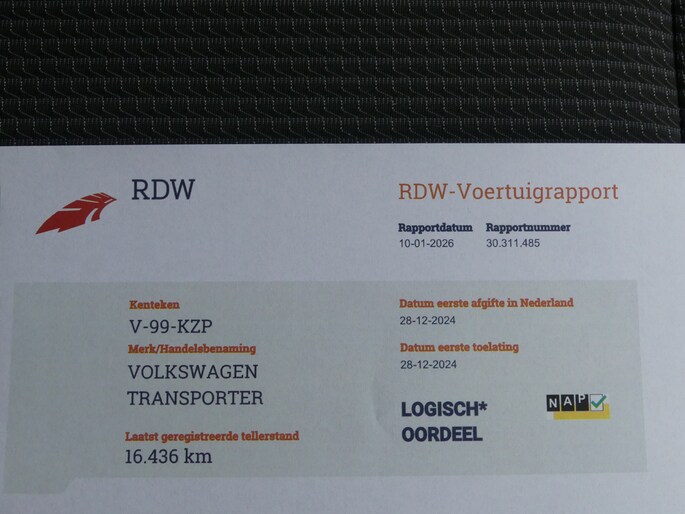 RDW
RDW-Voertuigrapport
Rapportdatum Rapportnummer
10-01-2026 30.311.485
Kenteken
V-99-KZP
Merk/Handelsbenaming
VOLKSWAGEN
TRANSPORTER
Laatst geregistreerde tellerstand
16.436 km
Datum eerste afgifte in Nederland
28-12-2024
Datum eerste toelating
28-12-2024
LOGISCH*
OORDEEL
NAP